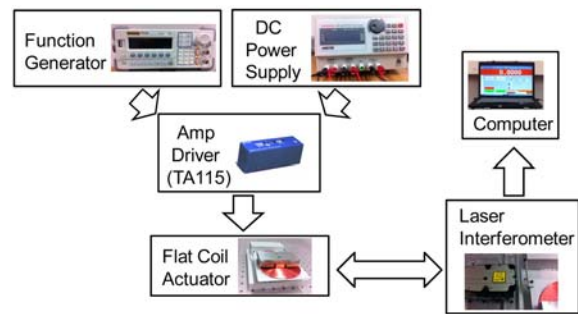 Function
Generator
DC
Power
Supply
Amp
Driver
(TA115)
Flat Coil
Actuator
Computer
Laser
Interferometer